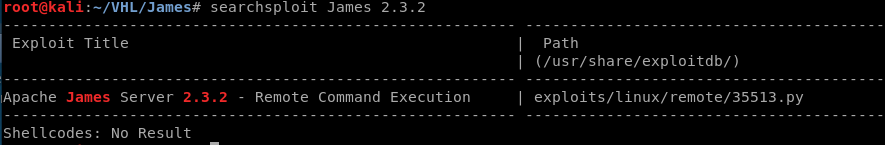 root@kali:~/VHL/James# searchsploit James 2.3.2
---------------------------------------------------------- ----------------------------------------
Exploit Title | Path
| (/usr/share/exploitdb/)
---------------------------------------------------------- ----------------------------------------
Apache James Server 2.3.2 - Remote Command Execution | exploits/linux/remote/35513.py
---------------------------------------------------------- ----------------------------------------
Shellcodes: No Result